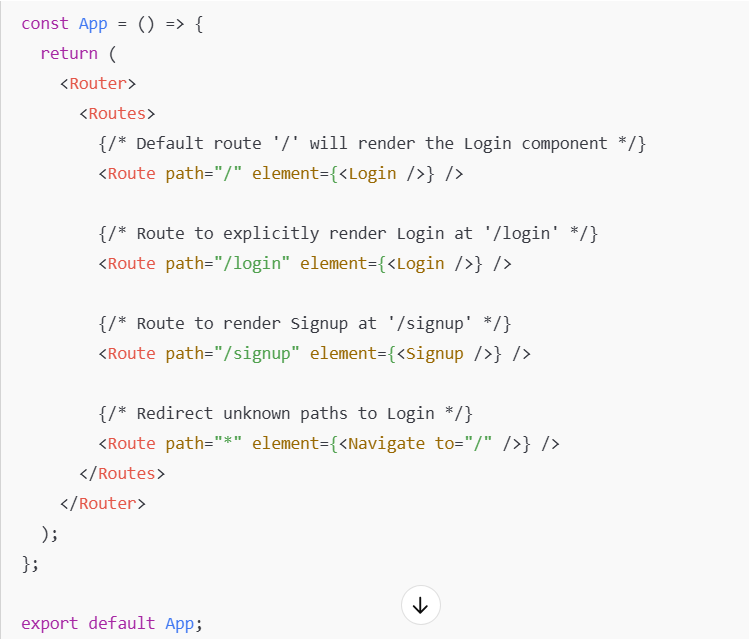 const App = () => {
  return (
    <Router>
      <Routes>
        {/* Default route '/' will render the Login component */}
        <Route path="/" element={<Login />} />

        {/* Route to explicitly render Login at '/login' */}
        <Route path="/login" element={<Login />} />

        {/* Route to render Signup at '/signup' */}
        <Route path="/signup" element={<Signup />} />

        {/* Redirect unknown paths to Login */}
        <Route path="*" element={<Navigate to="/" />} />
      </Routes>
    </Router>
  );
};

export default App;